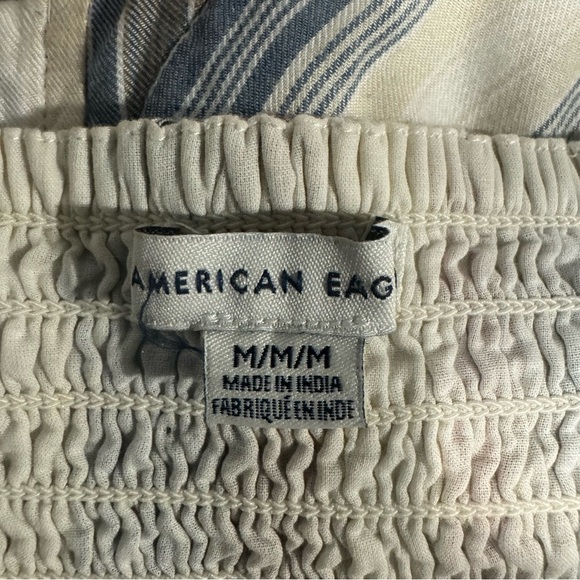 AMERICAN EAG
M/M/M
MADE IN INDIA
FABRIQUÉ EN INDE